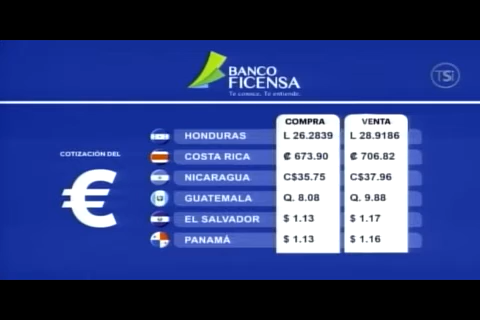 BANCO
FICENSA
Te conoce. Te entiende.
TSi
COMPRA VENTA
COTIZACIÓN DEL
€
HONDURAS L 26.2839 L 28.9186
COSTA RICA ₡ 673.90 ₡ 706.82
NICARAGUA C$35.75 C$37.96
GUATEMALA Q. 8.08 Q. 9.88
EL SALVADOR $ 1.13 $ 1.17
PANAMÁ $ 1.13 $ 1.16